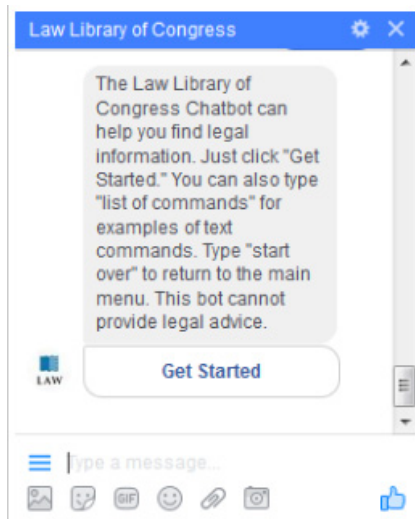 Law Library of Congress
The Law Library of
Congress Chatbot can
help you find legal
information. Just click "Get
Started." You can also type
"list of commands" for
examples of text
commands. Type "start
over" to return to the main
menu. This bot cannot
provide legal advice.
LAW
Get Started
Type a message...
GIF